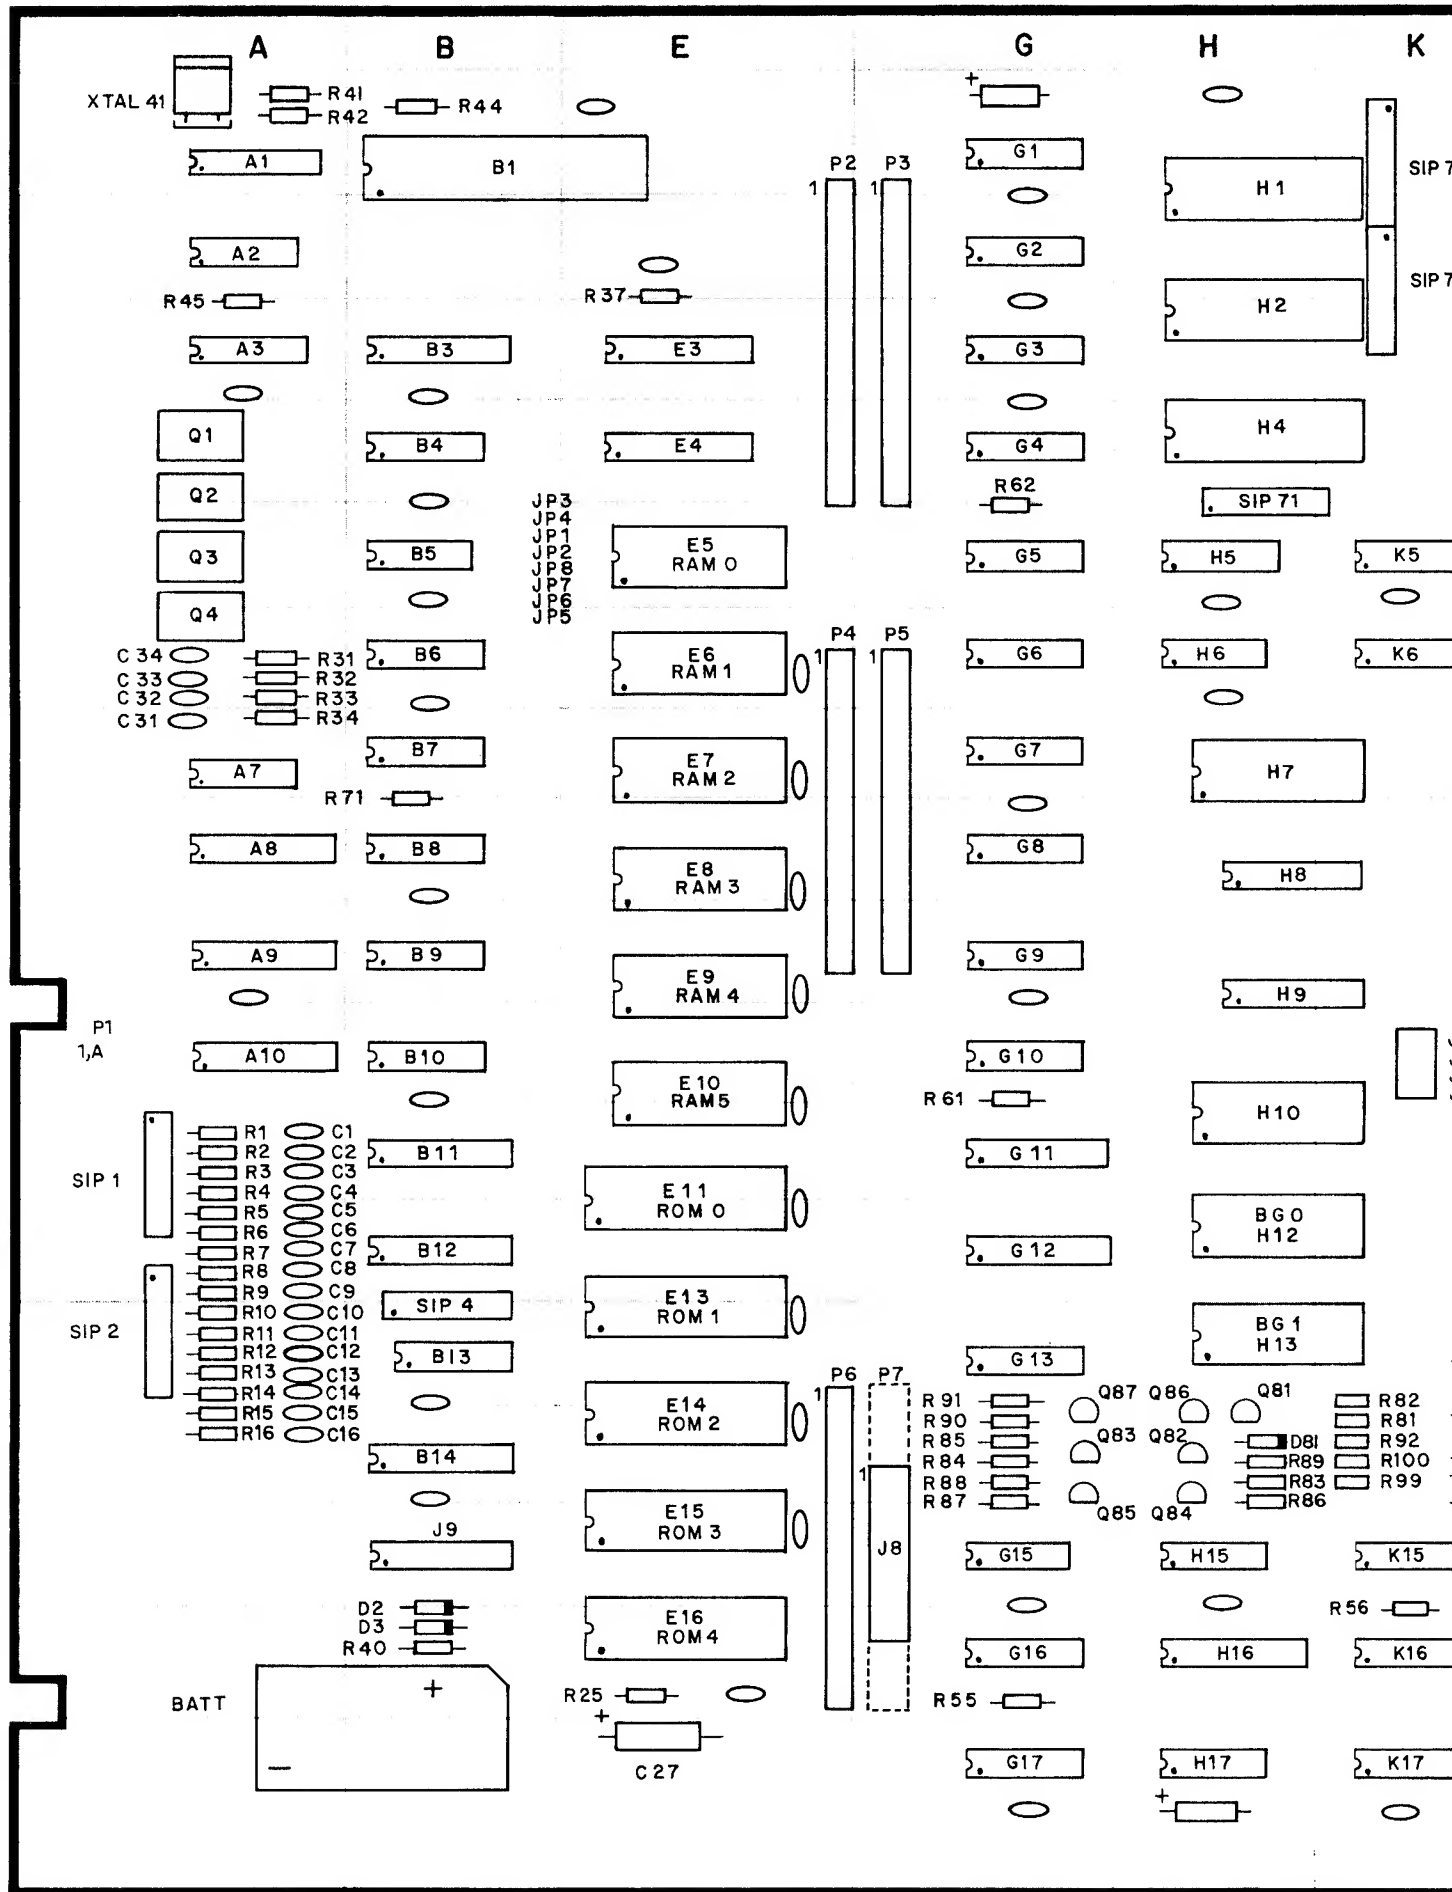 A B E G H K
XTAL 41
R41
R42
R44
+
A1
B1
P2 P3
1 1
G1
H1
SIP 7
A2
G2
R45
R37
H2
SIP 7
A3
B3
E3
G3
Q1
B4
E4
G4
H4
Q2
R62
SIP 71
JP3
JP4
JP1
JP2
JP8
JP7
JP6
JP5
Q3
B5
E5
RAM 0
G5
H5
K5
Q4
P4 P5
1 1
C34
C33
C32
C31
R31
R32
R33
R34
B6
E6
RAM 1
G6
H6
K6
A7
B7
E7
RAM 2
G7
H7
R71
A8
B8
E8
RAM 3
G8
H8
A9
B9
E9
RAM 4
G9
H9
P1
1,A
A10
B10
E10
RAM5
G10
R61
H10
SIP 1
R1 C1
R2 C2
R3 C3
R4 C4
R5 C5
R6 C6
R7 C7
R8 C8
R9 C9
R10 C10
R11 C11
R12 C12
R13 C13
R14 C14
R15 C15
R16 C16
SIP 2
B11
E11
ROM 0
G11
BG0
H12
B12
G12
SIP 4
E13
ROM 1
BG 1
H13
B13
G13
P6 P7
1
1
E14
ROM 2
R91
R90
R85
R84
R88
R87
Q87 Q86 Q81
Q83 Q82
Q85 Q84
D81
R89
R83
R86
R82
R81
R92
R100
R99
B14
J9
E15
ROM 3
J8
G15
H15
K15
D2
D3
R40
E16
ROM 4
R56
G16
H16
K16
BATT
+
−
R25
+
C27
R55
G17
H17
K17
+